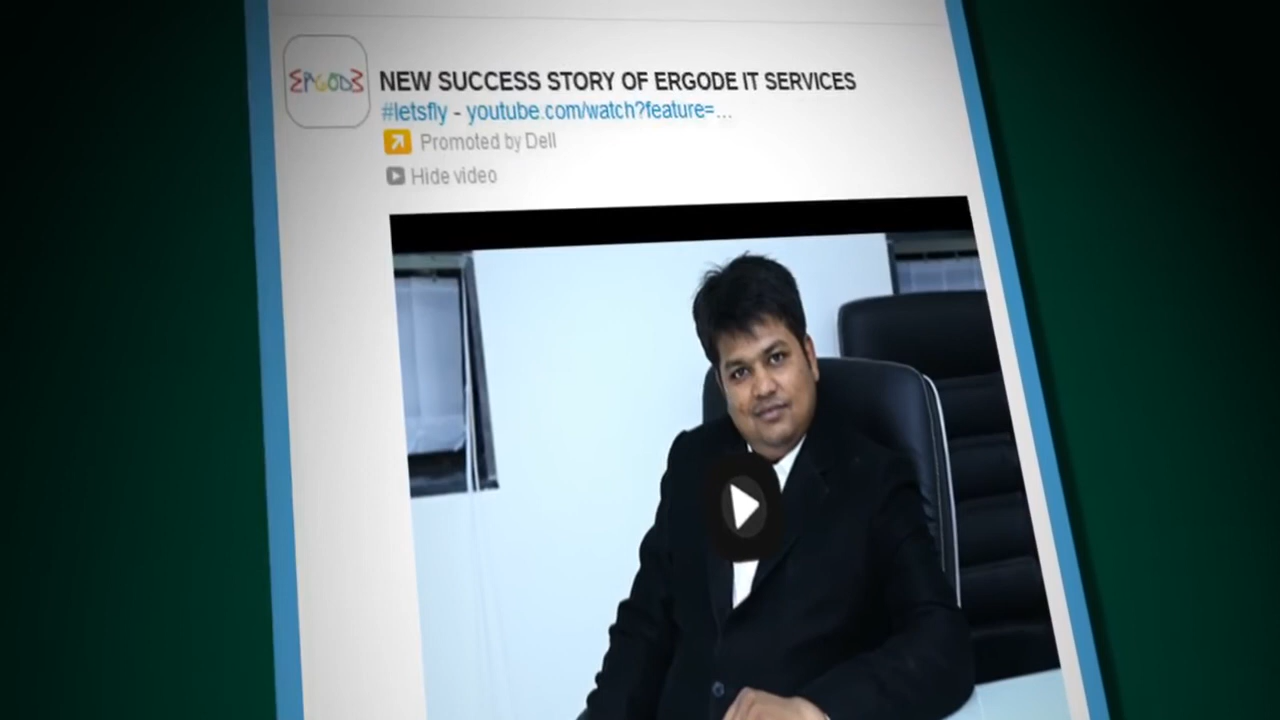 ERGODE
NEW SUCCESS STORY OF ERGODE IT SERVICES
#letsfly - youtube.com/watch?feature=...
Promoted by Dell
Hide video